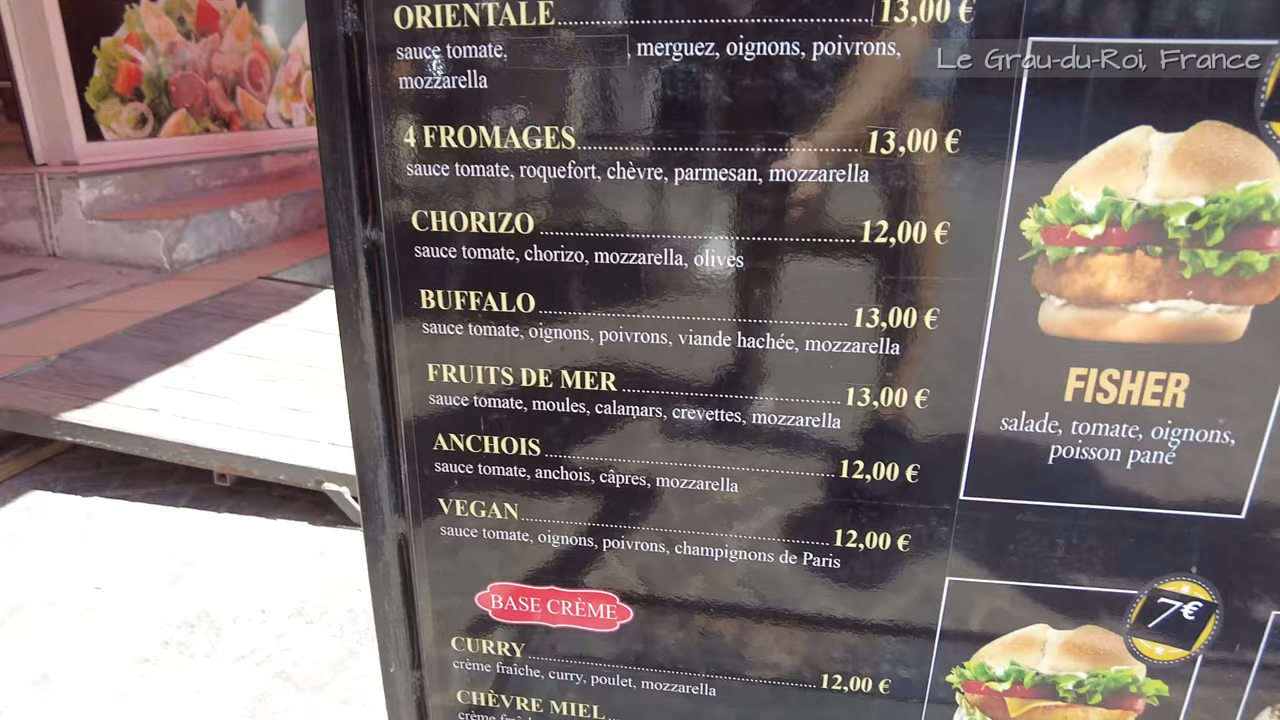 ORIENTALE 13,00 €
sauce tomate, , merguez, oignons, poivrons,
mozzarella
Le Grau-du-Roi, France
4 FROMAGES 13,00 €
sauce tomate, roquefort, chèvre, parmesan, mozzarella
CHORIZO 12,00 €
sauce tomate, chorizo, mozzarella, olives
BUFFALO 13,00 €
sauce tomate, oignons, poivrons, viande hachée, mozzarella
FRUITS DE MER 13,00 €
sauce tomate, moules, calamars, crevettes, mozzarella
ANCHOIS 12,00 €
sauce tomate, anchois, câpres, mozzarella
VEGAN 12,00 €
sauce tomate, oignons, poivrons, champignons de Paris
BASE CRÈME
CURRY 12,00 €
crème fraîche, curry, poulet, mozzarella
CHÈVRE MIEL
FISHER
salade, tomate, oignons,
poisson pané
7€